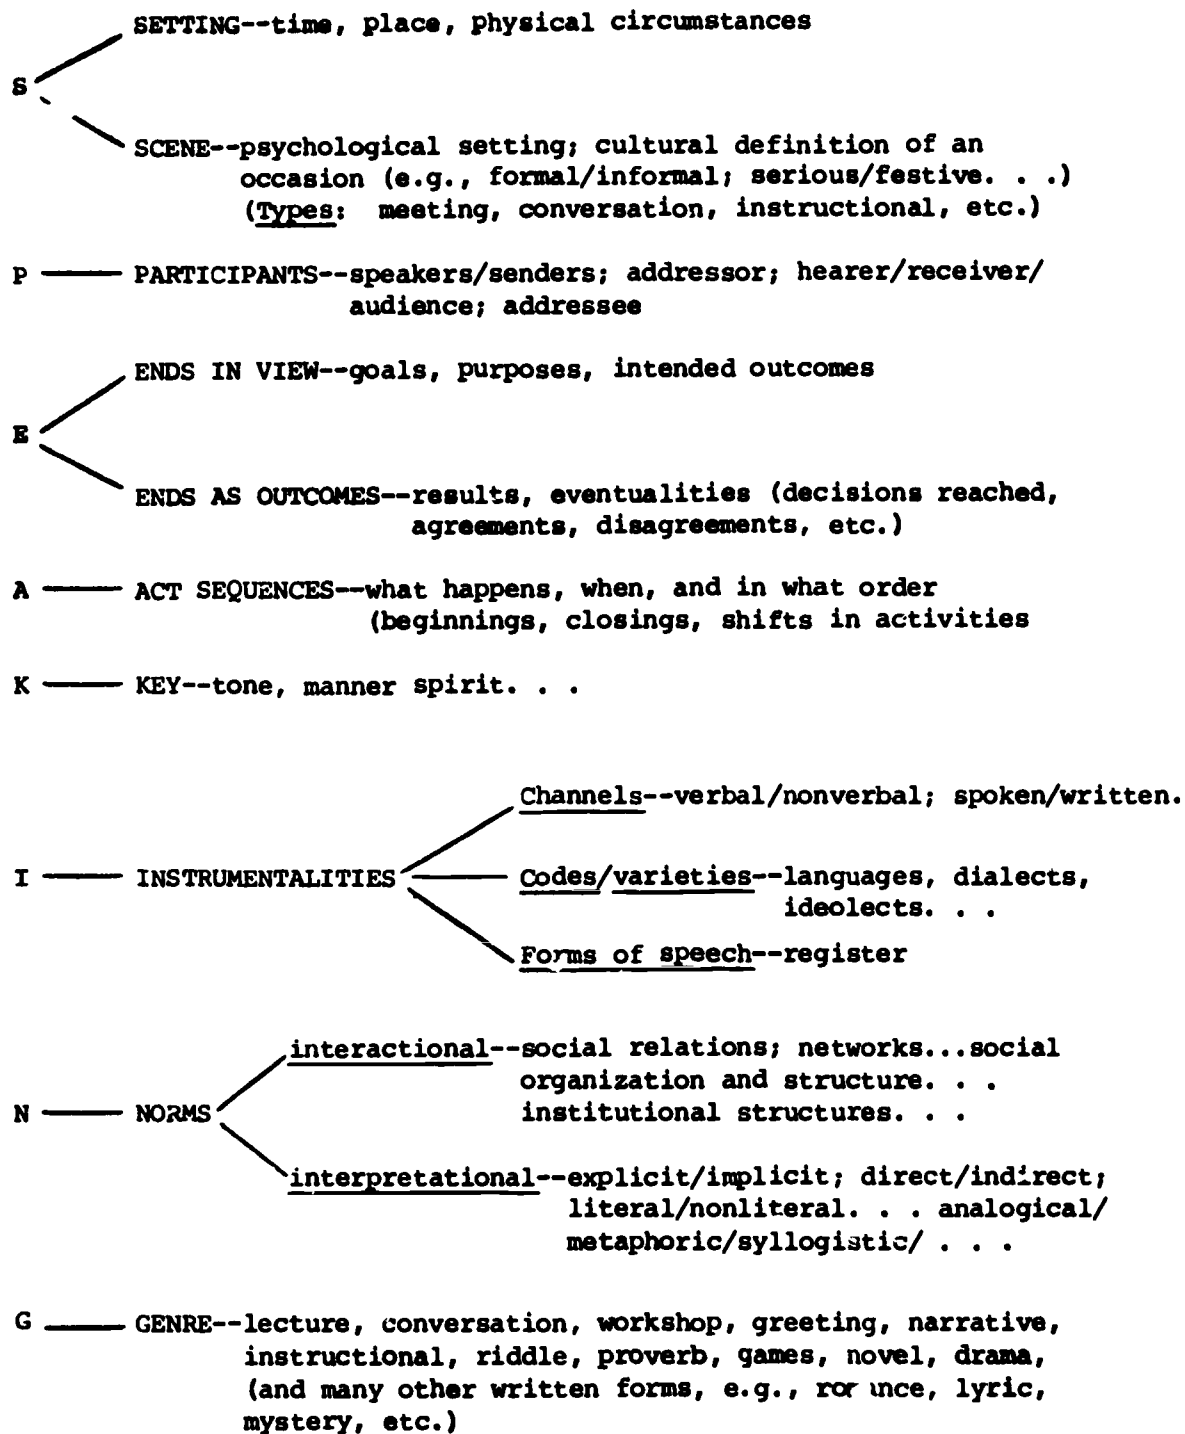 SETTING--time, place, physical circumstances
S
SCENE--psychological setting; cultural definition of an
occasion (e.g., formal/informal; serious/festive. . .)
(Types: meeting, conversation, instructional, etc.)
P PARTICIPANTS--speakers/senders; addressor; hearer/receiver/
audience; addressee
ENDS IN VIEW--goals, purposes, intended outcomes
E
ENDS AS OUTCOMES--results, eventualities (decisions reached,
agreements, disagreements, etc.)
A ACT SEQUENCES--what happens, when, and in what order
(beginnings, closings, shifts in activities
K KEY--tone, manner spirit. . .
Channels--verbal/nonverbal; spoken/written.
I INSTRUMENTALITIES Codes/varieties--languages, dialects,
ideolects. . .
Forms of speech--register
interactional--social relations; networks...social
organization and structure. . .
institutional structures. . .
N NORMS
interpretational--explicit/implicit; direct/indirect;
literal/nonliteral. . . analogical/
metaphoric/syllogistic/ . . .
G GENRE--lecture, conversation, workshop, greeting, narrative,
instructional, riddle, proverb, games, novel, drama,
(and many other written forms, e.g., lyric,
mystery, etc.)